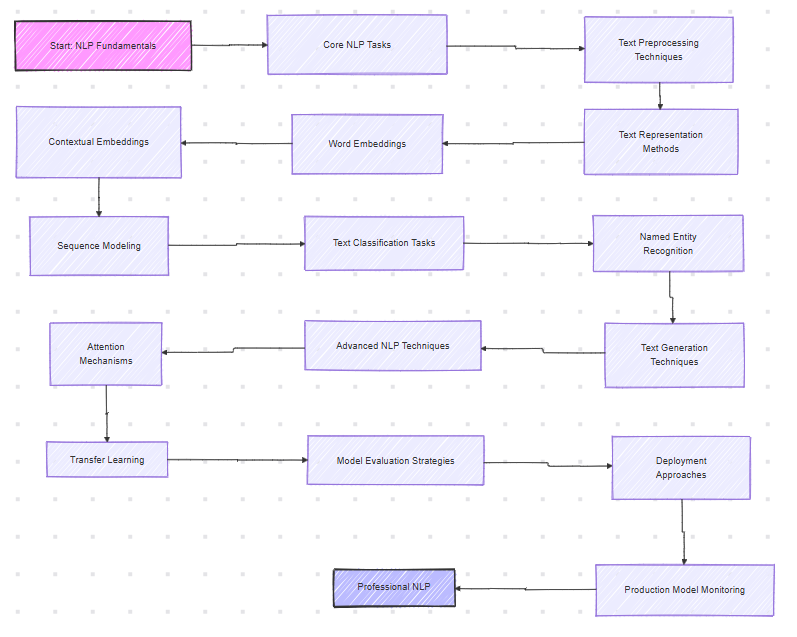 Start: NLP Fundamentals
Core NLP Tasks
Text Preprocessing
Techniques
Text Representation
Methods
Word Embeddings
Contextual Embeddings
Sequence Modeling
Text Classification Tasks
Named Entity
Recognition
Text Generation
Techniques
Advanced NLP Techniques
Attention
Mechanisms
Transfer Learning
Model Evaluation Strategies
Deployment
Approaches
Production Model Monitoring
Professional NLP